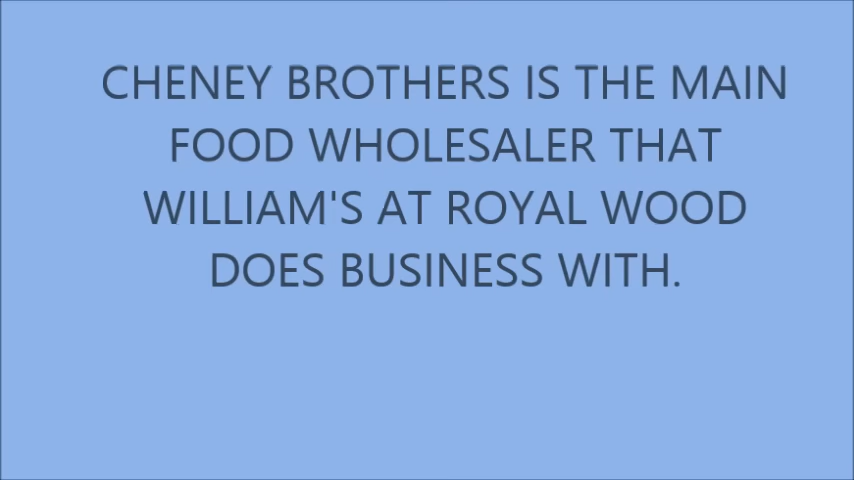 CHENEY BROTHERS IS THE MAIN
FOOD WHOLESALER THAT
WILLIAM'S AT ROYAL WOOD
DOES BUSINESS WITH.